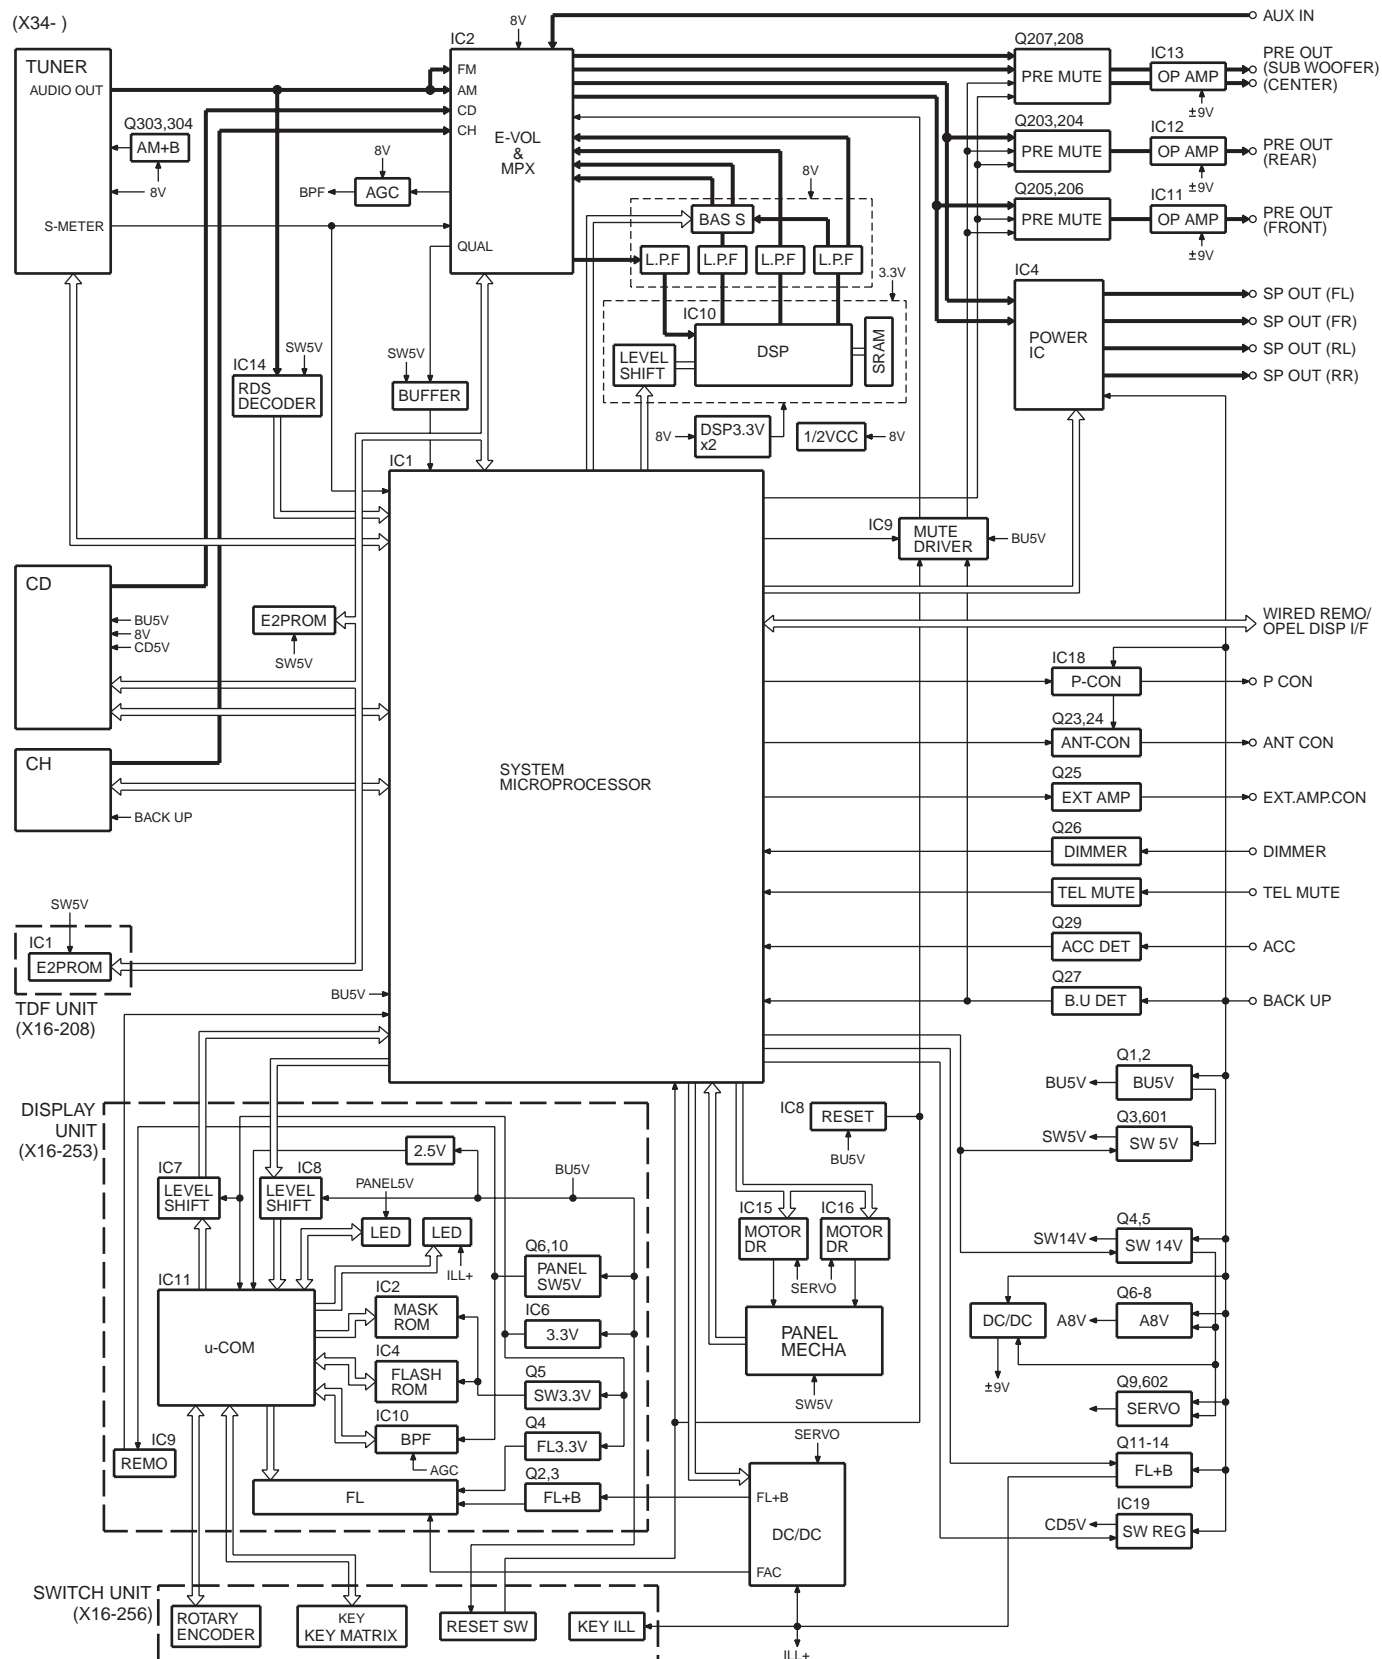 (X34- )
8V
AUX IN
IC2
Q207,208
IC13
PRE OUT
(SUB WOOFER)
(CENTER)
TUNER
AUDIO OUT
FM
AM
CD
CH
PRE MUTE
OP AMP
±9V
Q303,304
AM+B
8V
E-VOL
&
MPX
Q203,204
IC12
PRE MUTE
OP AMP
±9V
PRE OUT
(REAR)
8V
BPF
AGC
8V
Q205,206
IC11
PRE MUTE
OP AMP
±9V
PRE OUT
(FRONT)
S-METER
QUAL
BAS S
L.P.F
L.P.F
L.P.F
L.P.F
3.3V
IC4
POWER
IC
SP OUT (FL)
SP OUT (FR)
SP OUT (RL)
SP OUT (RR)
IC10
DSP
LEVEL
SHIFT
SRAM
SW5V
IC14
RDS
DECODER
SW5V
BUFFER
8V
DSP3.3V
x2
1/2VCC
8V
IC1
IC9
MUTE
DRIVER
BU5V
CD
BU5V
8V
CD5V
E2PROM
SW5V
WIRED REMO/
OPEL DISP I/F
IC18
P-CON
P CON
Q23,24
ANT-CON
ANT CON
CH
BACK UP
SYSTEM
MICROPROCESSOR
Q25
EXT AMP
EXT.AMP.CON
Q26
DIMMER
DIMMER
TEL MUTE
TEL MUTE
SW5V
IC1
E2PROM
TDF UNIT
(X16-208)
Q29
ACC DET
ACC
Q27
B.U DET
BACK UP
BU5V
Q1,2
BU5V
BU5V
Q3,601
SW5V
SW 5V
DISPLAY
UNIT
(X16-253)
IC8
RESET
BU5V
2.5V
IC7
LEVEL
SHIFT
IC8
LEVEL
SHIFT
PANEL5V
BU5V
LED
LED
ILL+
IC15
MOTOR
DR
IC16
MOTOR
DR
SERVO
Q4,5
SW14V
SW 14V
Q6,10
PANEL
SW5V
IC11
u-COM
IC2
MASK
ROM
IC6
3.3V
PANEL
MECHA
SW5V
DC/DC
±9V
Q6-8
A8V
A8V
IC4
FLASH
ROM
Q5
SW3.3V
Q9,602
SERVO
IC10
BPF
AGC
Q4
FL3.3V
SERVO
Q11-14
FL+B
IC9
REMO
FL
Q2,3
FL+B
FL+B
DC/DC
FAC
IC19
CD5V
SW REG
SWITCH UNIT
(X16-256)
ROTARY
ENCODER
KEY
KEY MATRIX
RESET SW
KEY ILL
ILL+